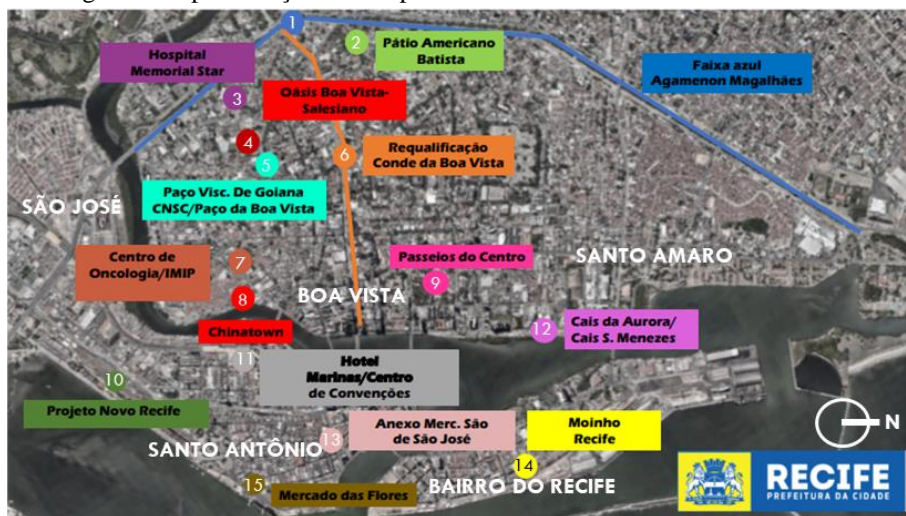 1
2
Pátio Americano
Batista
Hospital
Memorial Star
Faixa azul
Agamenon Magalhães
3
Oásis Boa Vista-
Salesiano
4
5
6
Requalificação
Conde da Boa Vista
Paço Visc. De Goiana
CNSC/Paço da Boa Vista
SÃO JOSÉ
Centro de
Oncologia/IMIP
7
Passeios do Centro
SANTO AMARO
8
BOA VISTA
9
Chinatown
12
Cais da Aurora/
Cais S. Menezes
11
Hotel
Marinas/Centro
de Convenções
10
Projeto Novo Recife
Anexo Merc. São
de São José
13
Moinho
Recife
N
SANTO ANTÔNIO
14
BAIRRO DO RECIFE
15
Mercado das Flores
RECIFE
PREFEITURA DA CIDADE